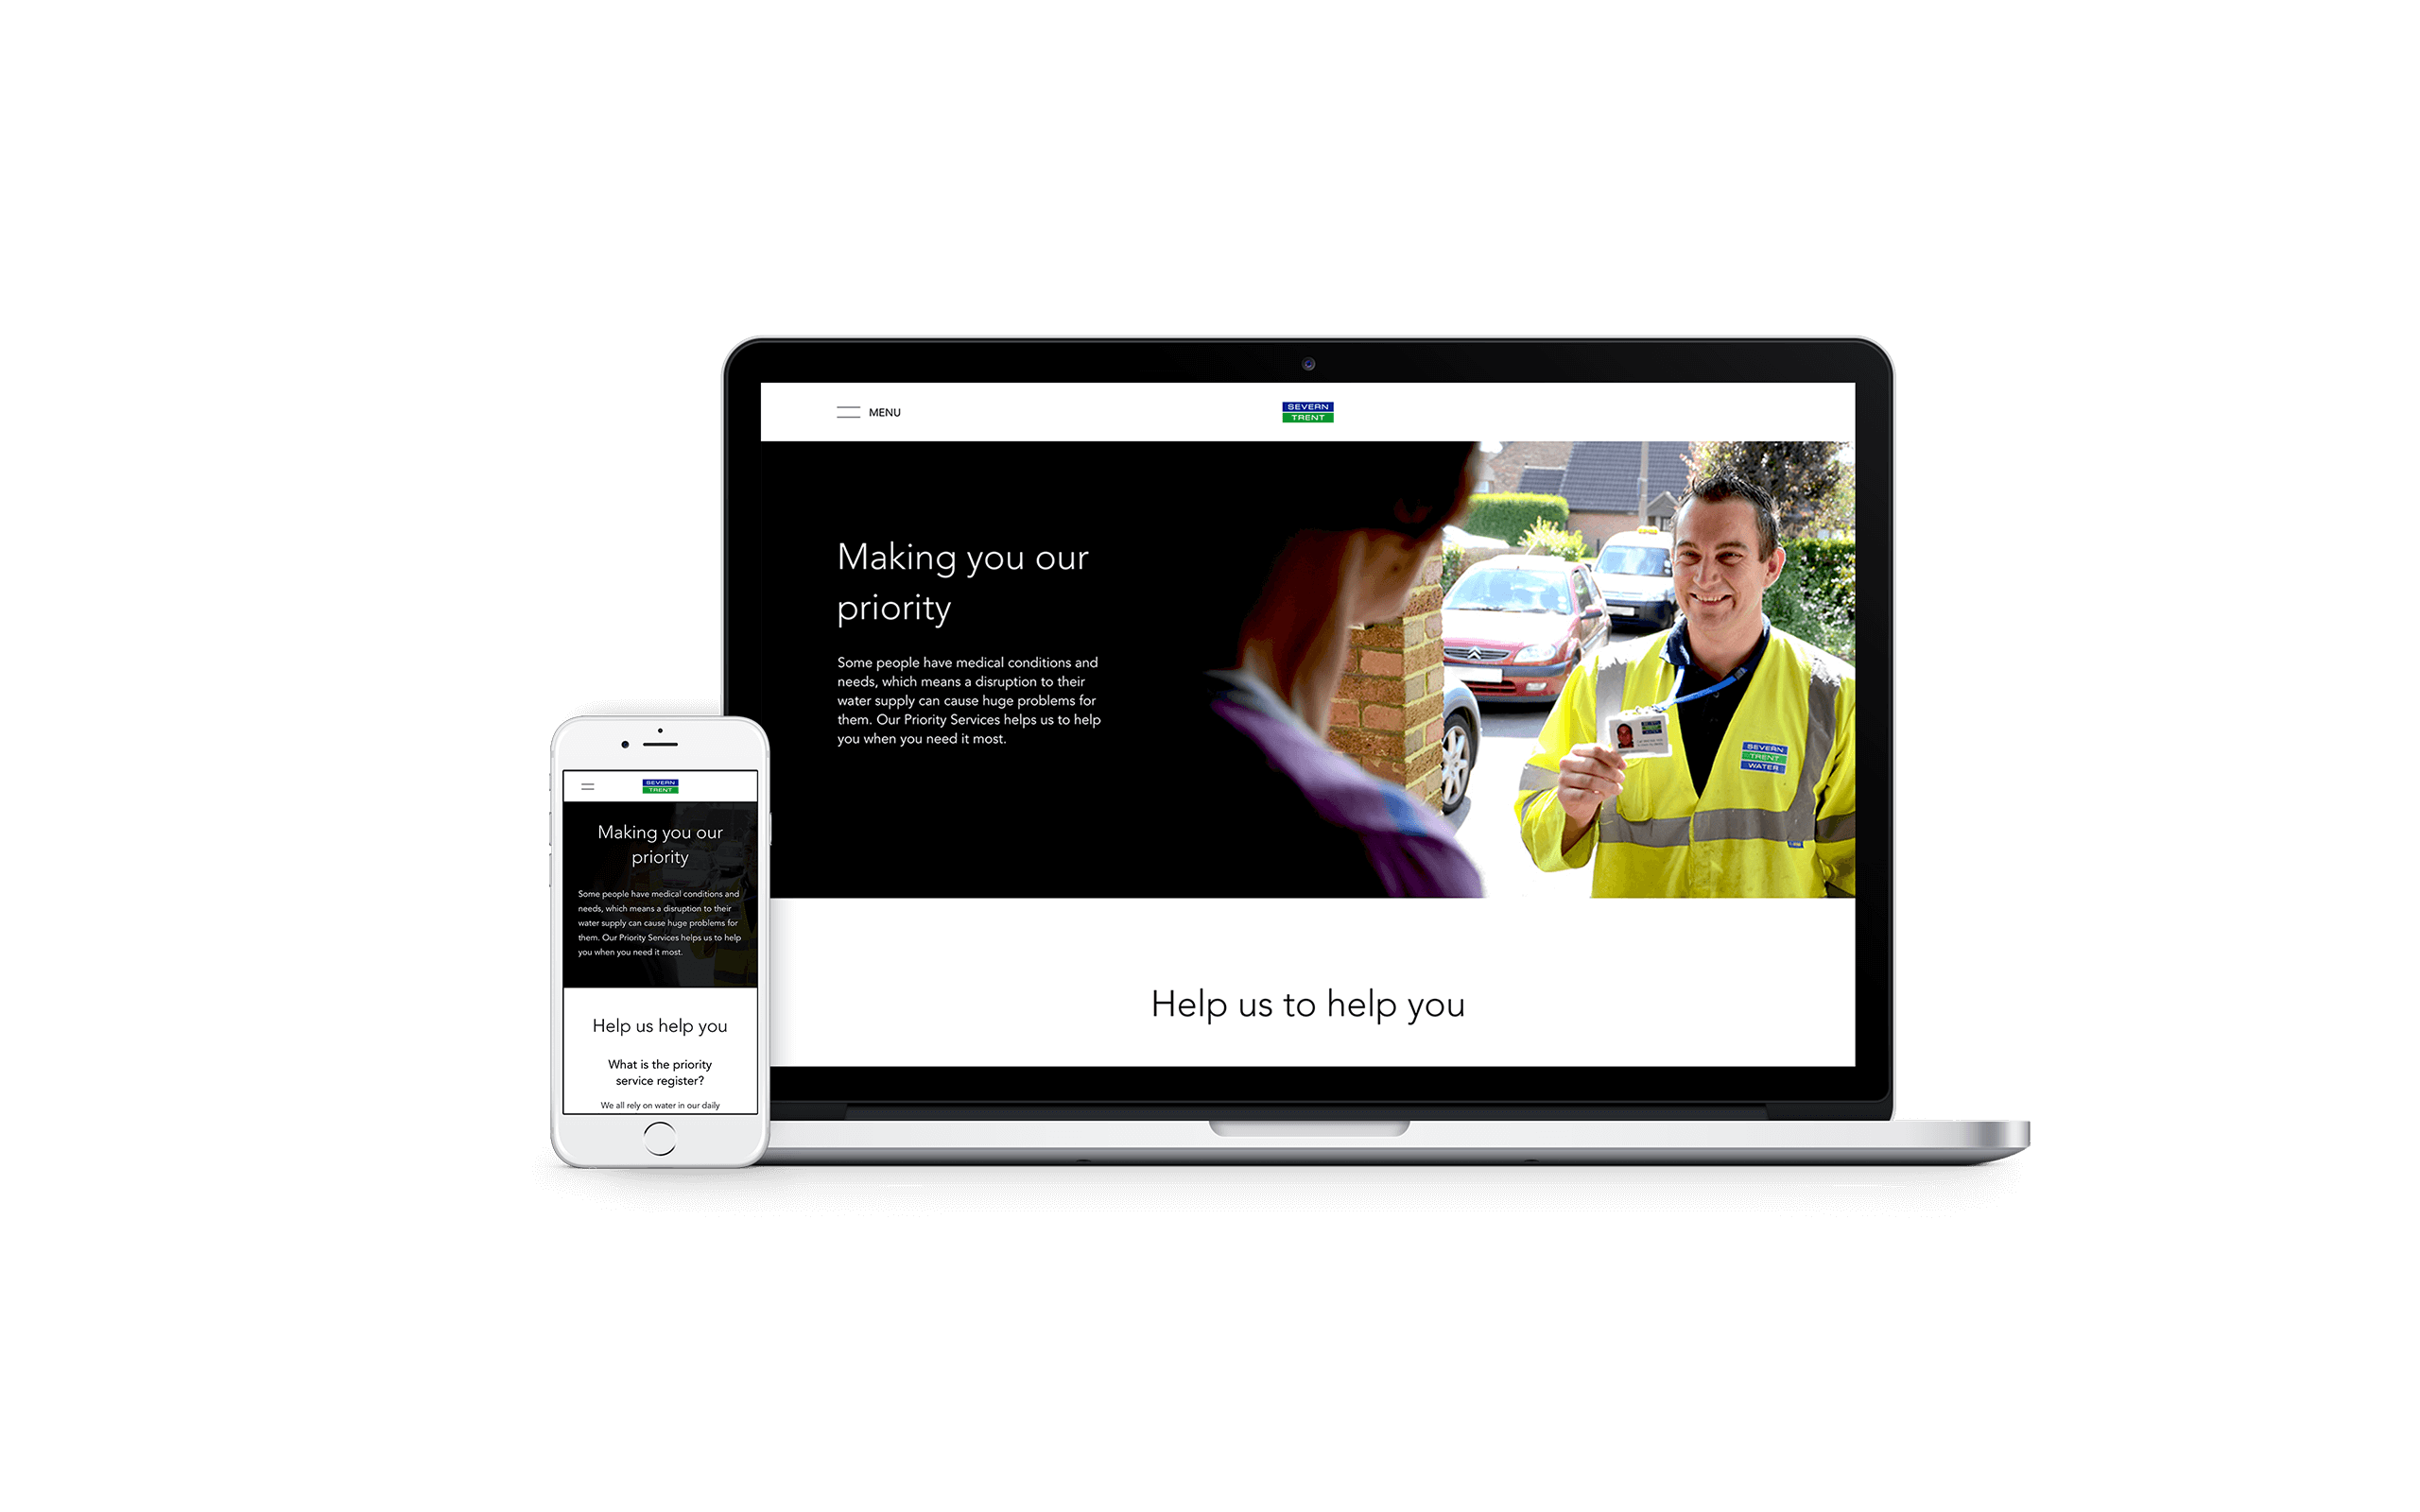 MENU
SEVERN
TRENT
Making you our
priority
Some people have medical conditions and
needs, which means a disruption to their
water supply can cause huge problems for
them. Our Priority Services helps us to help
you when you need it most.
SEVERN
TRENT
WATER
Help us to help you
SEVERN
TRENT
Making you our
priority
Some people have medical conditions and
needs, which means a disruption to their
water supply can cause huge problems for
them. Our Priority Services helps us to help
you when you need it most.
Help us help you
What is the priority
service register?
We all rely on water in our daily